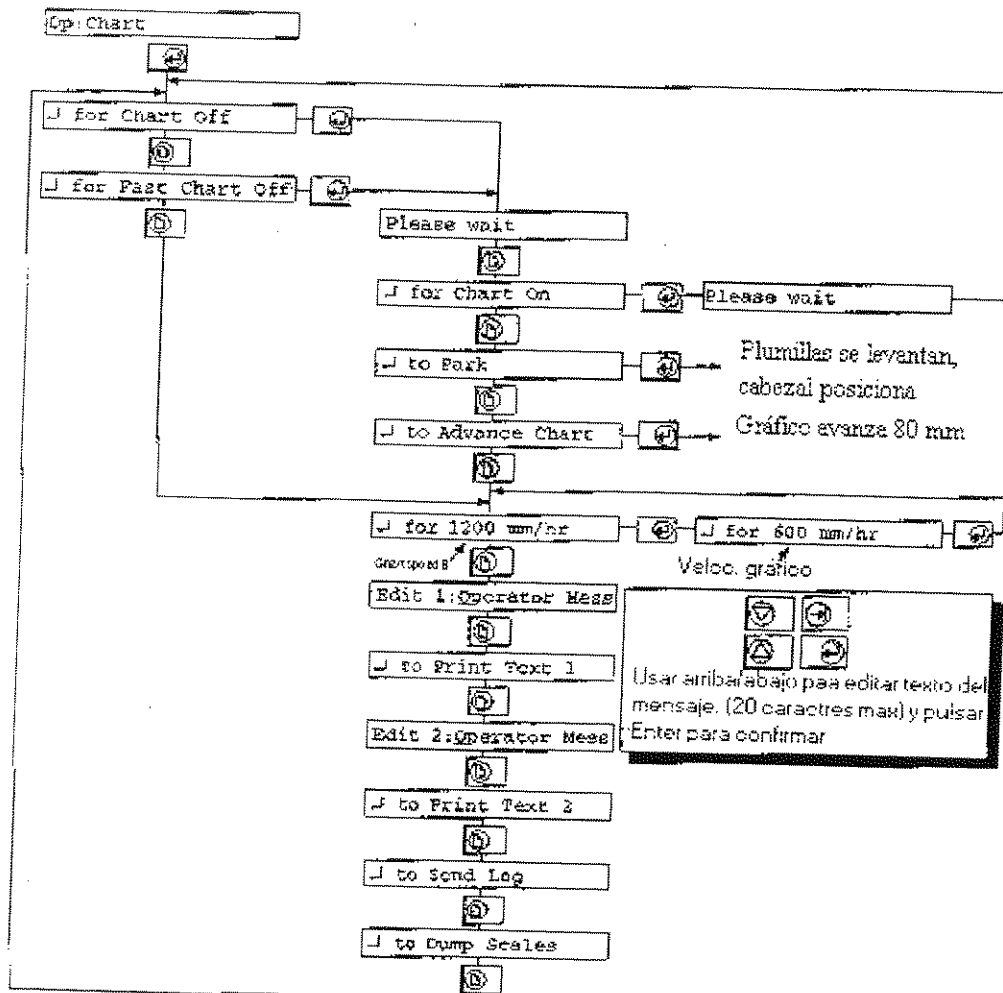 Op:Chart
↵ for Chart Off
↵ for Fast Chart Off
Please wait
↵ for Chart On
Please wait
↵ to Park
Plumillas se levantan,
cabezal posiciona
↵ to Advance Chart
Gráfico avanza 80 mm
↵ for 1200 mm/hr
↵ for 600 mm/hr
Veloc. gráfico
Edit 1:Operator Mess
↵ to Print Text 1
Edit 2:Operator Mess
↵ to Print Text 2
↵ to Send Log
↵ to Dump Scales
Usar arriba/abajo paa editar texto del
mensaje. (20 caractres max) y pulsar
Enter para confirmar